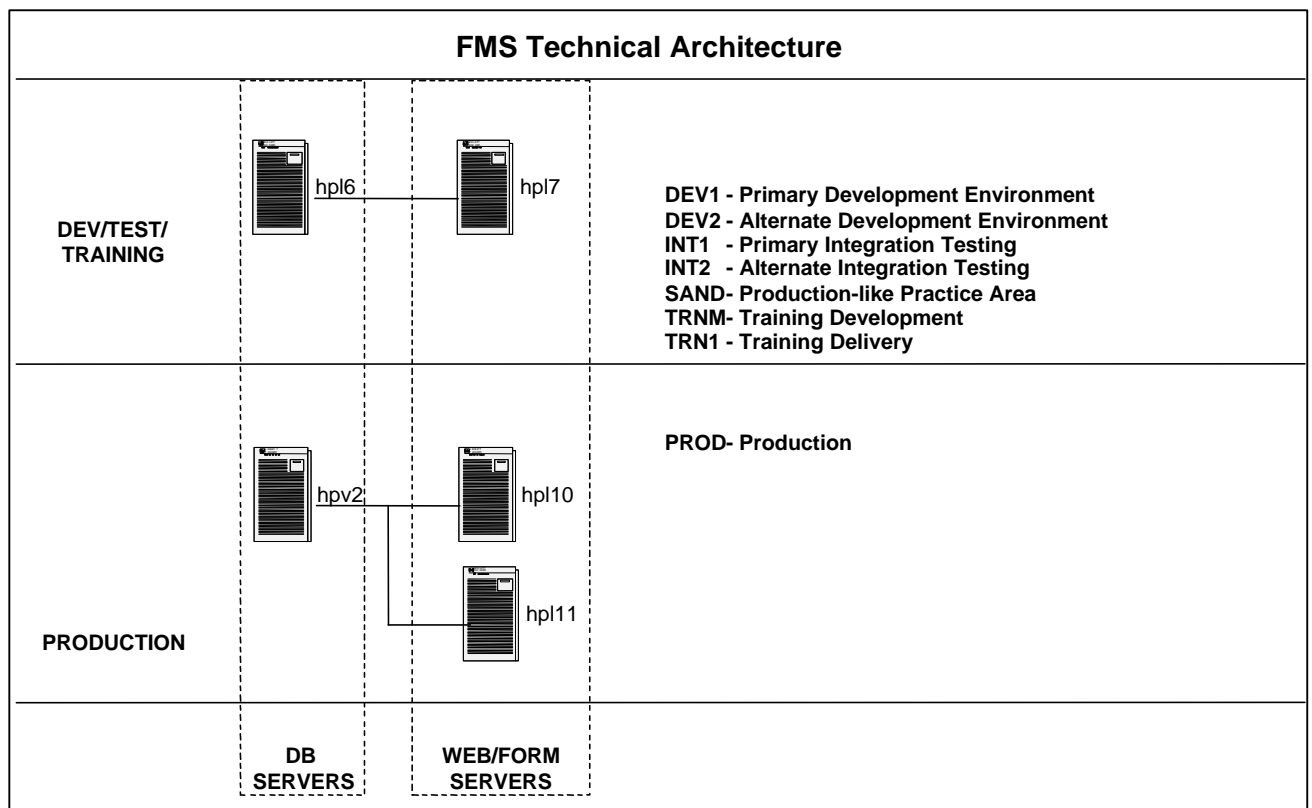 FMS Technical Architecture
hpl6
hpl7
DEV/TEST/
TRAINING
DEV1 - Primary Development Environment
DEV2 - Alternate Development Environment
INT1 - Primary Integration Testing
INT2 - Alternate Integration Testing
SAND- Production-like Practice Area
TRNM- Training Development
TRN1 - Training Delivery
PROD- Production
hpv2
hpl10
hpl11
PRODUCTION
DB
SERVERS
WEB/FORM
SERVERS